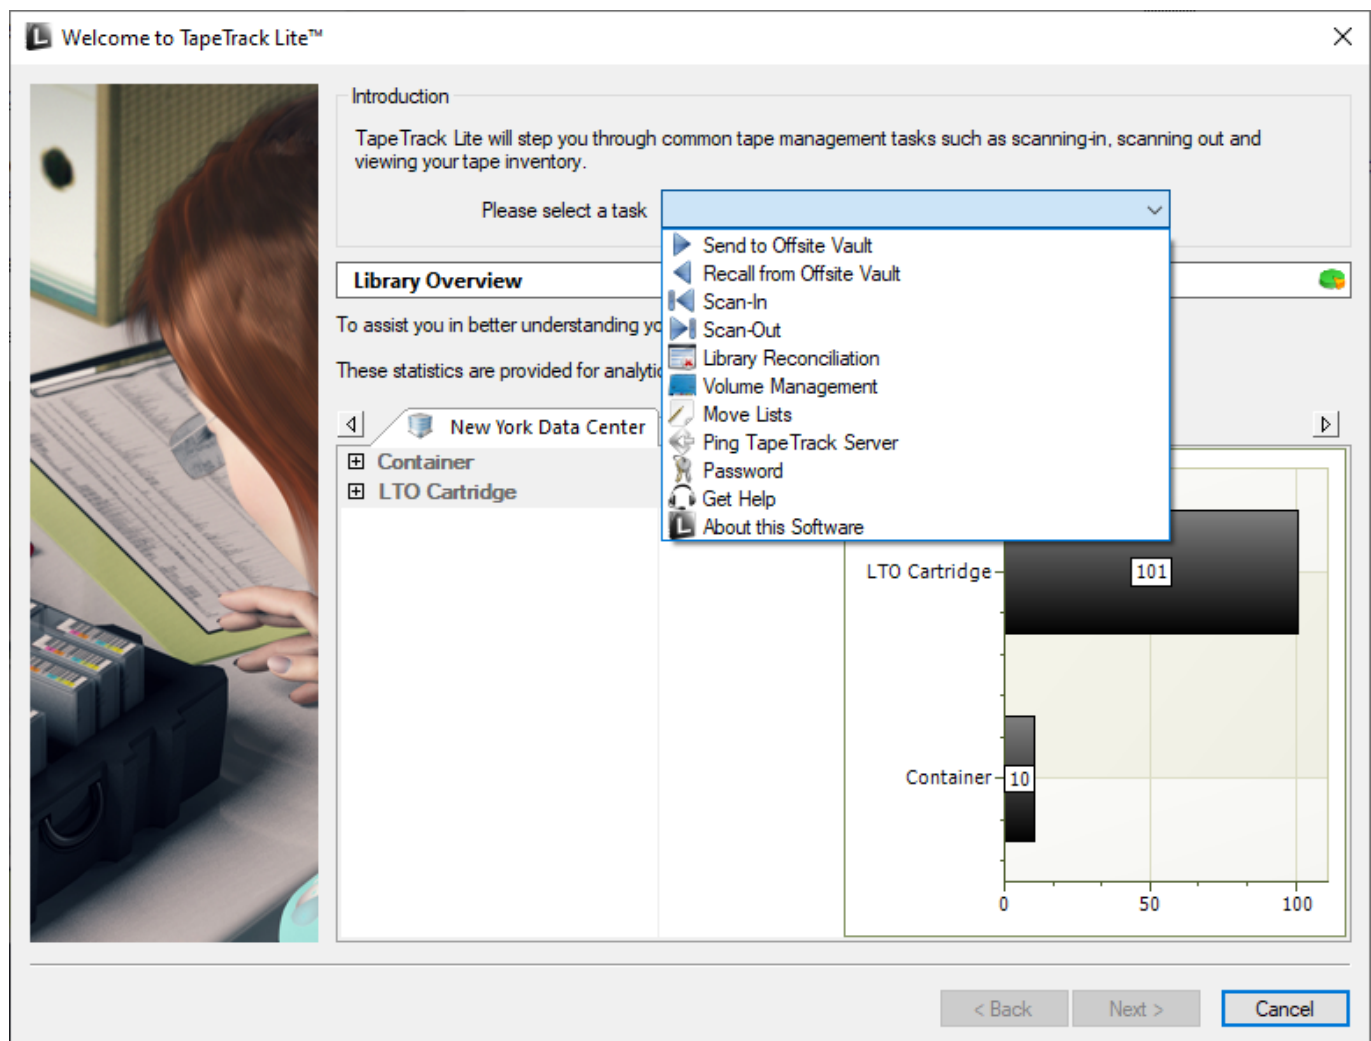 Welcome to TapeTrack Lite™
Introduction
TapeTrack Lite will step you through common tape management tasks such as scanning-in, scanning out and
viewing your tape inventory.
Please select a task
Send to Offsite Vault
Recall from Offsite Vault
Scan-In
Scan-Out
Library Reconciliation
Volume Management
Move Lists
Ping TapeTrack Server
Password
Get Help
About this Software
Library Overview
To assist you in better understanding
These statistics are provided for
New York Data Center
Container
LTO Cartridge
LTO Cartridge
101
Container
10
0 50 100
< Back Next > Cancel